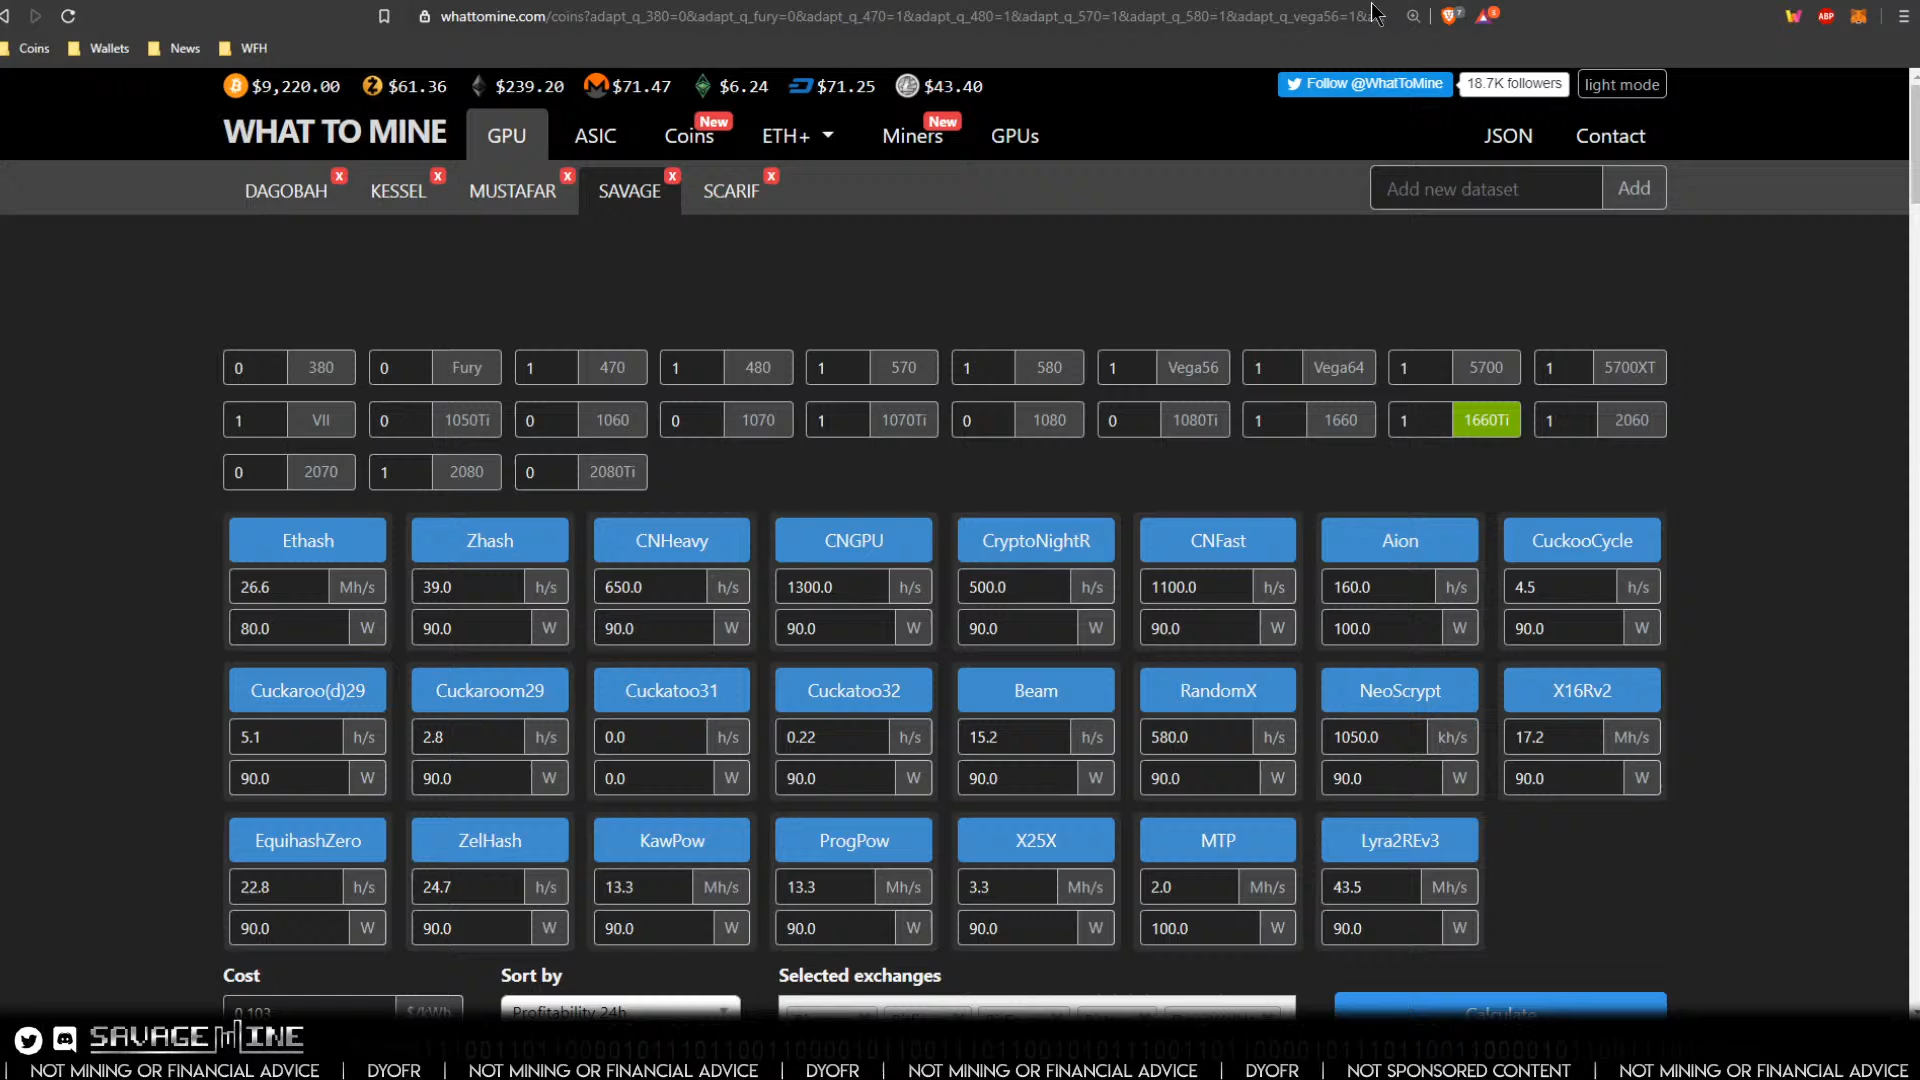 whattomine.com/coins?adapt_q_380=0&adapt_q_fury=0&adapt_q_470=1&adapt_q_480=1&adapt_q_570=1&adapt_q_580=1&adapt_q_vega56=1&
7 3 ABP
Coins Wallets News WFH
$9,220.00 $61.36 $239.20 $71.47 $6.24 $71.25 $43.40 Follow @WhatToMine 18.7K followers light mode
WHAT TO MINE GPU ASIC Coins New ETH+ Miners New GPUs JSON Contact
DAGOBAH x KESSEL x MUSTAFAR x SAVAGE x SCARIF x Add new dataset Add
0 380 0 Fury 1 470 1 480 1 570 1 580 1 Vega56 1 Vega64 1 5700 1 5700XT
1 VII 0 1050Ti 0 1060 0 1070 1 1070Ti 0 1080 0 1080Ti 1 1660 1 1660Ti 1 2060
0 2070 1 2080 0 2080Ti
Ethash Zhash CNHeavy CNGPU CryptoNightR CNFast Aion CuckooCycle
26.6 Mh/s 39.0 h/s 650.0 h/s 1300.0 h/s 500.0 h/s 1100.0 h/s 160.0 h/s 4.5 h/s
80.0 W 90.0 W 90.0 W 90.0 W 90.0 W 90.0 W 100.0 W 90.0 W
Cuckaroo(d)29 Cuckaroom29 Cuckatoo31 Cuckatoo32 Beam RandomX NeoScrypt X16Rv2
5.1 h/s 2.8 h/s 0.0 h/s 0.22 h/s 15.2 h/s 580.0 h/s 1050.0 kh/s 17.2 Mh/s
90.0 W 90.0 W 0.0 W 90.0 W 90.0 W 90.0 W 90.0 W 90.0 W
EquihashZero ZelHash KawPow ProgPow X25X MTP Lyra2REv3
22.8 h/s 24.7 h/s 13.3 Mh/s 13.3 Mh/s 3.3 Mh/s 2.0 Mh/s 43.5 Mh/s
90.0 W 90.0 W 90.0 W 90.0 W 90.0 W 100.0 W 90.0 W
Cost Sort by Selected exchanges
0.103 $/kWh Profitability 24h Calculate
SAVAGE MINE
| NOT MINING OR FINANCIAL ADVICE | DYOFR | NOT MINING OR FINANCIAL ADVICE | DYOFR | NOT MINING OR FINANCIAL ADVICE | DYOFR | NOT SPONSORED CONTENT | NOT MINING OR FINANCIAL ADVICE